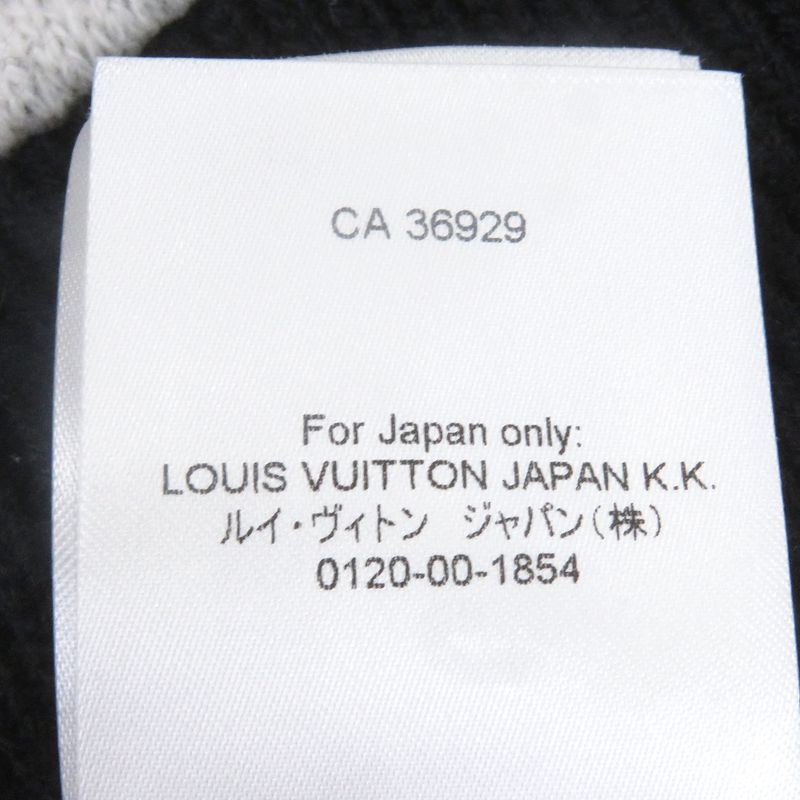 CA 36929
For Japan only:
LOUIS VUITTON JAPAN K.K.
ルイ・ヴィトン　ジャパン(株)
0120-00-1854